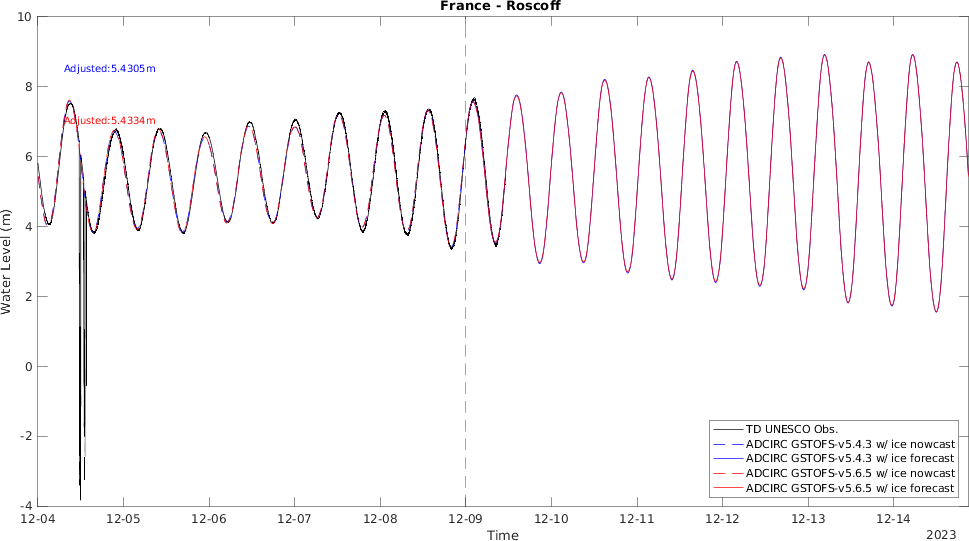 France - Roscoff
10
8
6
4
2
0
-2
-4
Water Level (m)
Adjusted:5.4305m
Adjusted:5.4334m
TD UNESCO Obs.
ADCIRC GSTOFS-v5.4.3 w/ ice nowcast
ADCIRC GSTOFS-v5.4.3 w/ ice forecast
ADCIRC GSTOFS-v5.6.5 w/ ice nowcast
ADCIRC GSTOFS-v5.6.5 w/ ice forecast
12-04 12-05 12-06 12-07 12-08 12-09 12-10 12-11 12-12 12-13 12-14
Time
2023